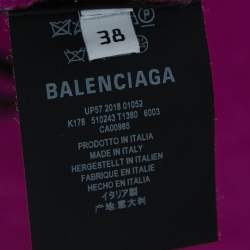 38
BALENCIAGA
UP57 2018 01052
K178 510243 T1380 6003
CA00985
PRODOTTO IN ITALIA
MADE IN ITALY
HERGESTELLT IN ITALIEN
FABRIQUE EN ITALIE
HECHO EN ITALIA
イタリア製
产地意大利